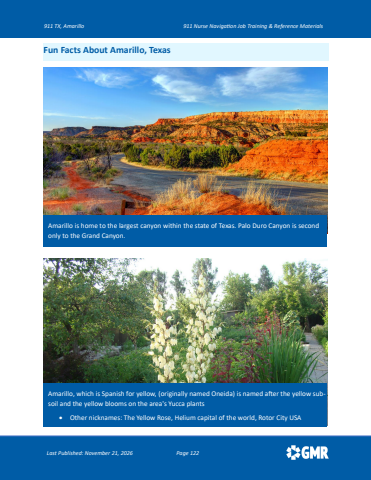 911 TX, Amarillo 911 Nurse Navigation Job Training & Reference Materials
Fun Facts About Amarillo, Texas
Amarillo is home to the largest canyon within the state of Texas. Palo Duro Canyon is second
only to the Grand Canyon.
Amarillo, which is Spanish for yellow, (originally named Oneida) is named after the yellow sub-
soil and the yellow blooms on the area's Yucca plants
• Other nicknames: The Yellow Rose, Helium capital of the world, Rotor City USA
Last Published: November 21, 2026 Page 122
GMR